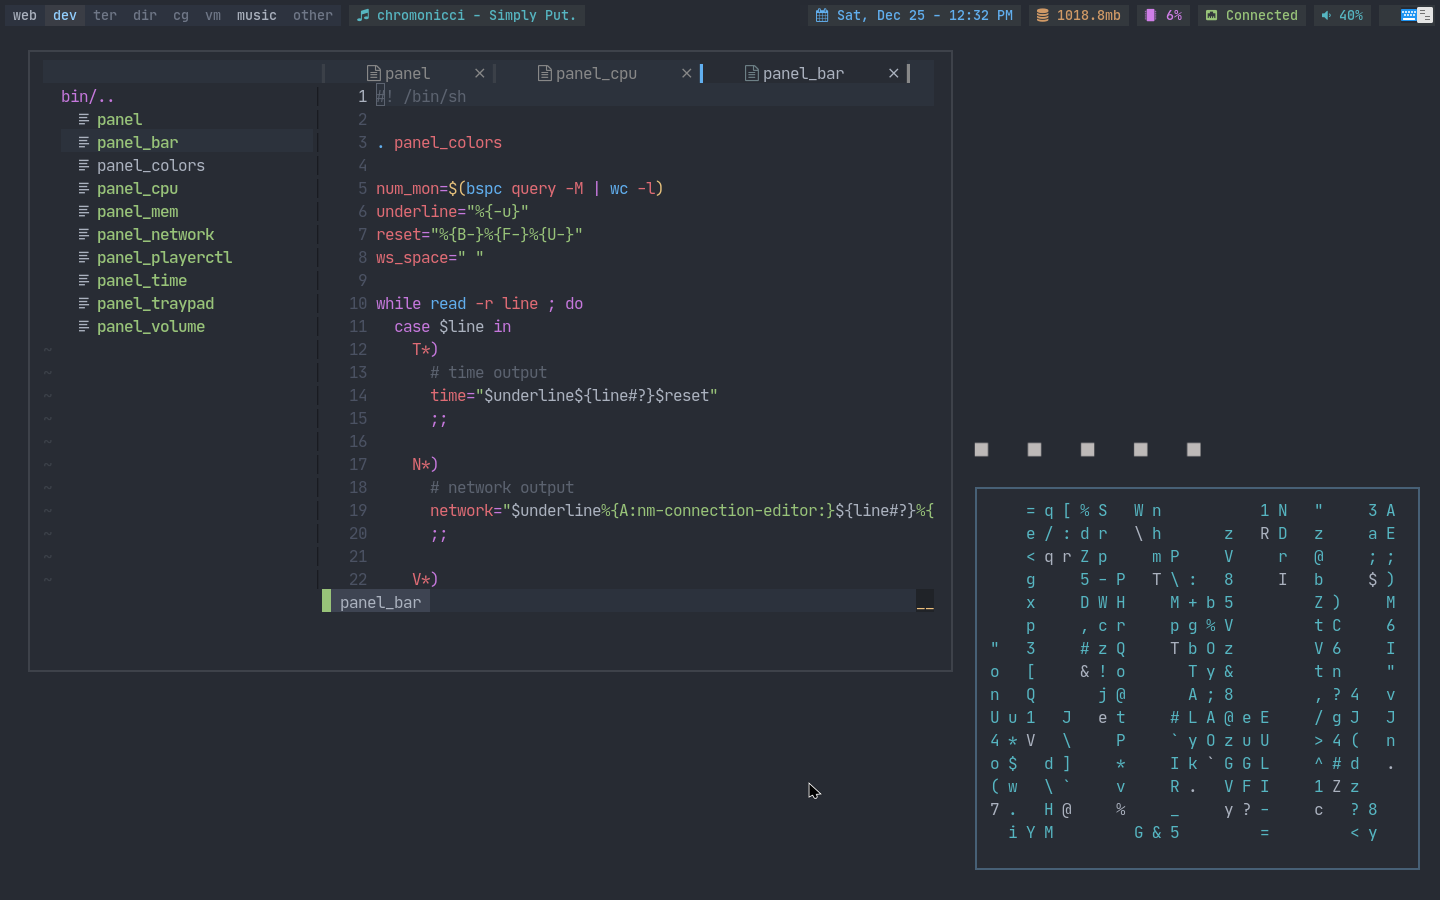 web dev ter dir cg vm music other chromonicci - Simply Put. Sat, Dec 25 - 12:32 PM 1018.8mb 6% Connected 40%
panel × panel_cpu × panel_bar ×
bin/..
panel
panel_bar
panel_colors
panel_cpu
panel_mem
panel_network
panel_playerctl
panel_time
panel_traypad
panel_volume
~
~
~
~
~
~
~
~
~
~
~
1 #! /bin/sh
2
3 . panel_colors
4
5 num_mon=$(bspc query -M | wc -l)
6 underline="%{-u}"
7 reset="%{B-}%{F-}%{U-}"
8 ws_space=" "
9
10 while read -r line ; do
11 case $line in
12 T*)
13 # time output
14 time="$underline${line#?}$reset"
15 ;;
16
17 N*)
18 # network output
19 network="$underline%{A:nm-connection-editor:}${line#?}%{
20 ;;
21
22 V*)
panel_bar __
= q [ % S W n 1 N " 3 A
e / : d r \ h z R D z a E
< q r Z p m P V r @ ; ;
g 5 - P T \ : 8 I b $ )
x D W H M + b 5 Z ) M
p , c r p g % V t C 6
" 3 # z Q T b O z V 6 I
o [ & ! o T y & t n "
n Q j @ A ; 8 , ? 4 v
U u 1 J e t # L A @ e E / g J J
4 * V \ P ` y O z u U > 4 ( n
o $ d ] * I k ` G G L ^ # d .
( w \ ` v R . V F I 1 Z z
7 . H @ % _ y ? - c ? 8
i Y M G & 5 = < y